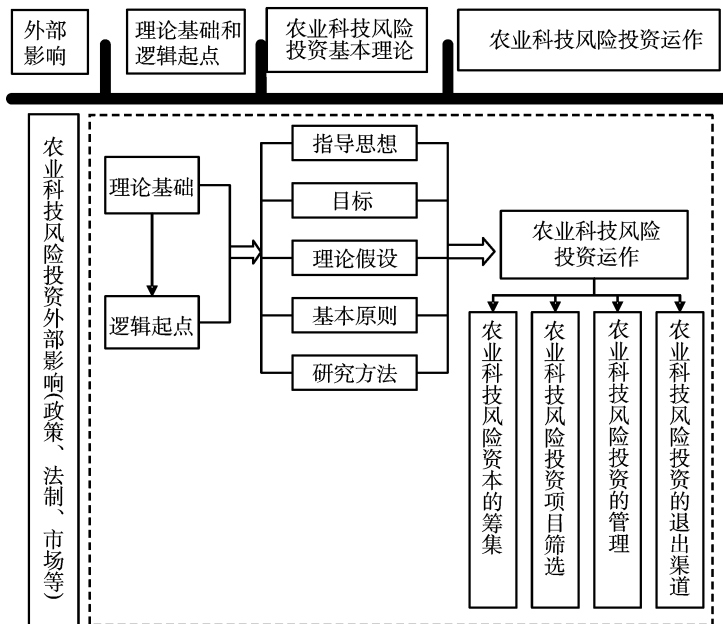 外部
影响
理论基础和
逻辑起点
农业科技风险
投资基本理论
农业科技风险投资运作
农业科技风险投资外部影响(政策、法制、市场等)
理论基础
逻辑起点
指导思想
目标
理论假设
基本原则
研究方法
农业科技风险
投资运作
农业科技风险资本的筹集
农业科技风险投资项目筛选
农业科技风险投资的管理
农业科技风险投资的退出渠道